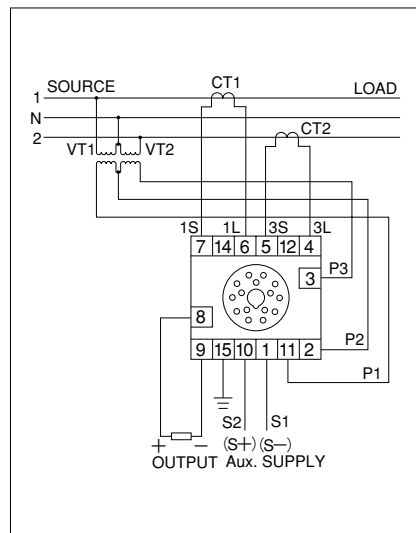 CT1
SOURCE LOAD
1
N
CT2
2
VT1 VT2
1S 1L 3S 3L
7 14 6 5 12 4
3 P3
8
P2
9 15 10 1 11 2
P1
S2 S1
+ − (S+) (S−)
OUTPUT Aux. SUPPLY